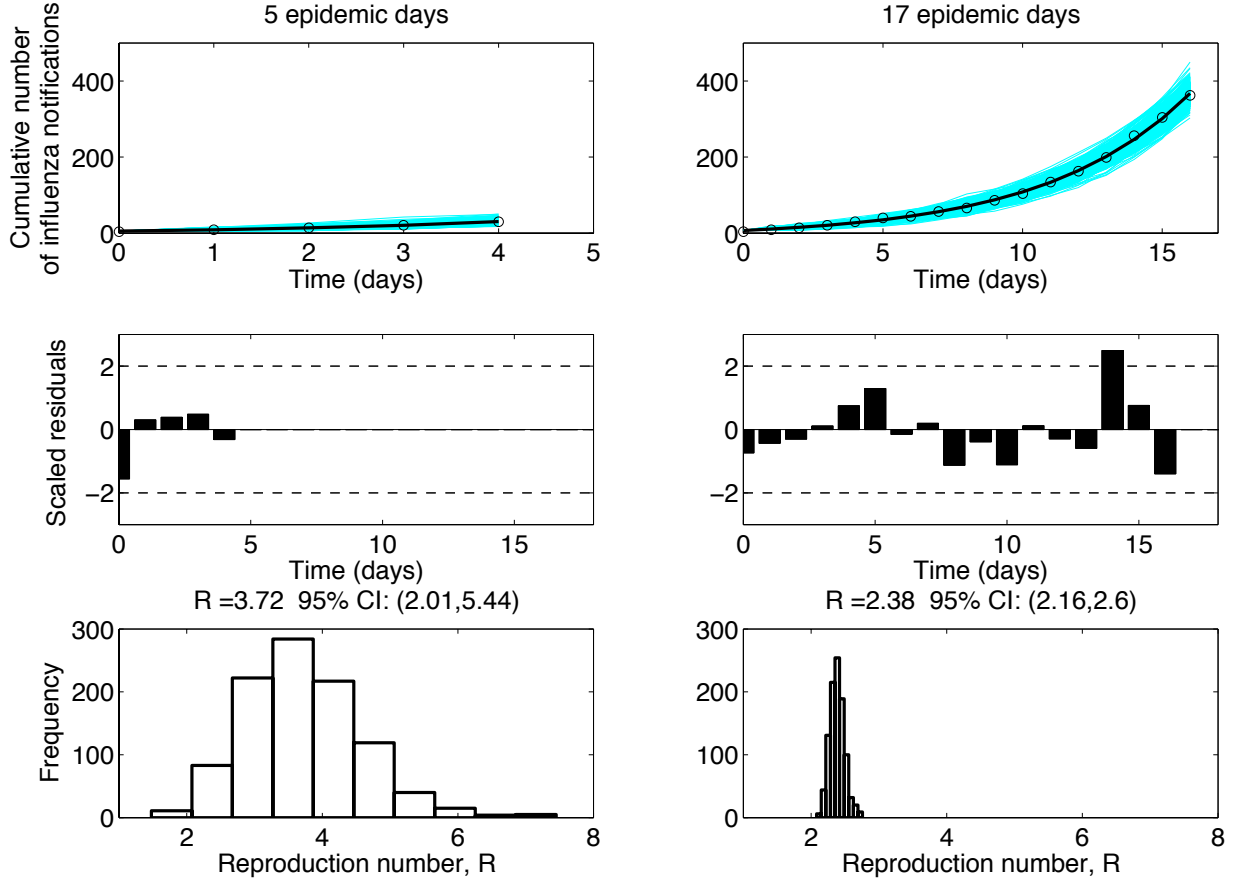 5 epidemic days
Cumulative number
of influenza notifications
400
200
0
0 1 2 3 4 5
Time (days)
17 epidemic days
400
200
0
0 5 10 15
Time (days)
Scaled residuals
2
0
−2
0 5 10 15
Time (days)
2
0
−2
0 5 10 15
Time (days)
R =3.72 95% CI: (2.01,5.44)
Frequency
300
200
100
0
2 4 6 8
Reproduction number, R
R =2.38 95% CI: (2.16,2.6)
300
200
100
0
2 4 6 8
Reproduction number, R